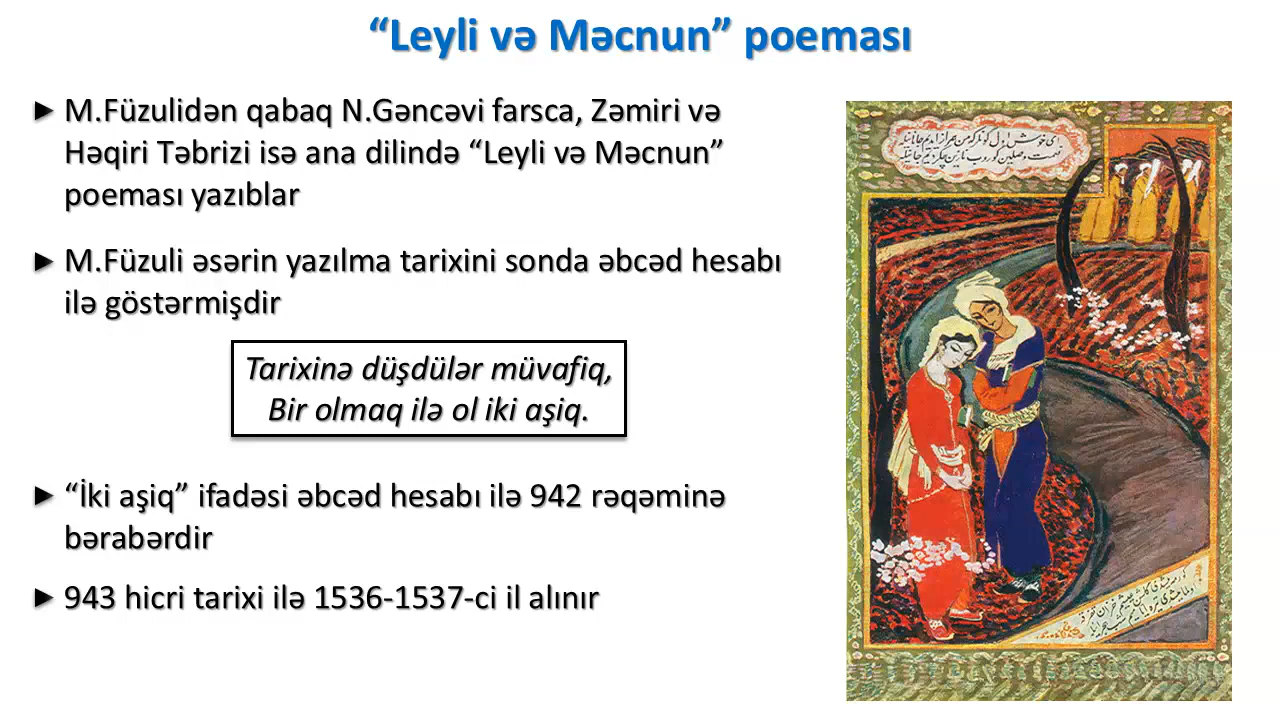 “Leyli və Məcnun” poeması
► M.Füzulidən qabaq N.Gəncəvi farsca, Zəmiri və
Həqiri Təbrizi isə ana dilində “Leyli və Məcnun”
poeması yazıblar
► M.Füzuli əsərin yazılma tarixini sonda əbcəd hesabı
ilə göstərmişdir
Tarixinə düşdülər müvafiq,
Bir olmaq ilə ol iki aşiq.
► “İki aşiq” ifadəsi əbcəd hesabı ilə 942 rəqəminə
bərabərdir
► 943 hicri tarixi ilə 1536-1537-ci il alınır